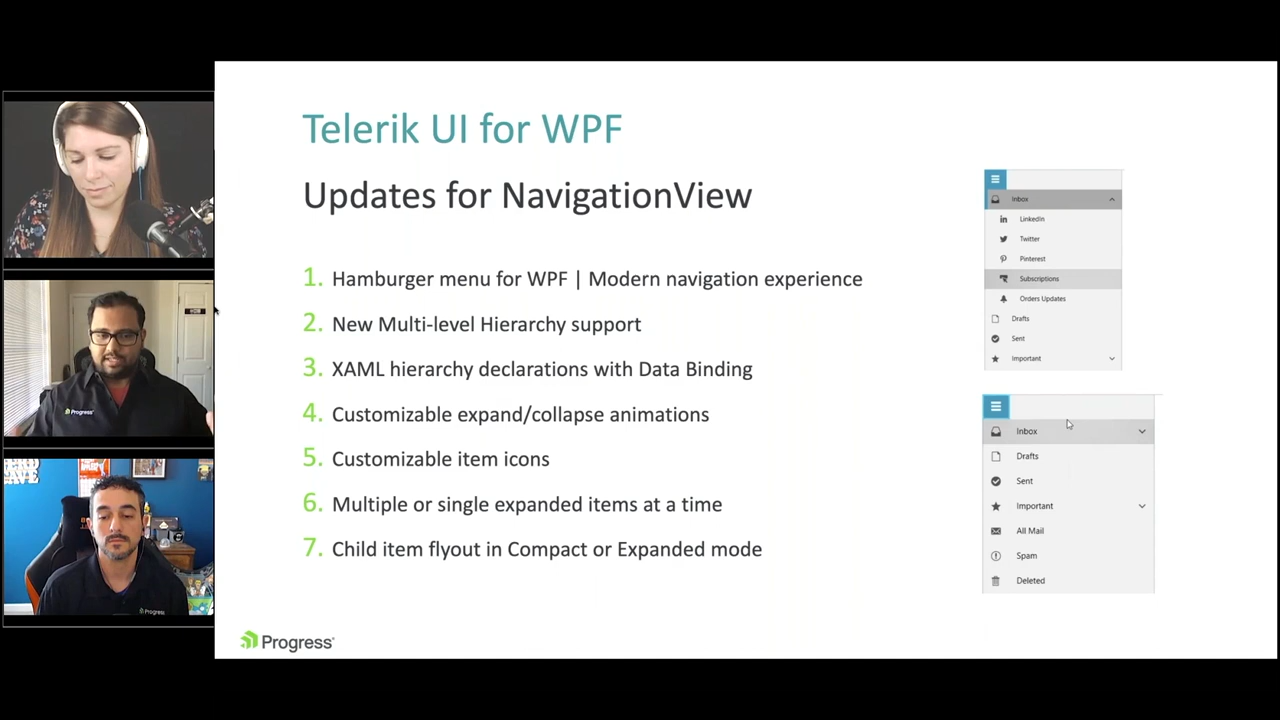 Telerik UI for WPF
Updates for NavigationView
1. Hamburger menu for WPF | Modern navigation experience
2. New Multi-level Hierarchy support
3. XAML hierarchy declarations with Data Binding
4. Customizable expand/collapse animations
5. Customizable item icons
6. Multiple or single expanded items at a time
7. Child item flyout in Compact or Expanded mode
Inbox
LinkedIn
Twitter
Pinterest
Subscriptions
Orders Updates
Drafts
Sent
Important
Inbox
Drafts
Sent
Important
All Mail
Spam
Deleted
Progress
Progress
Progress